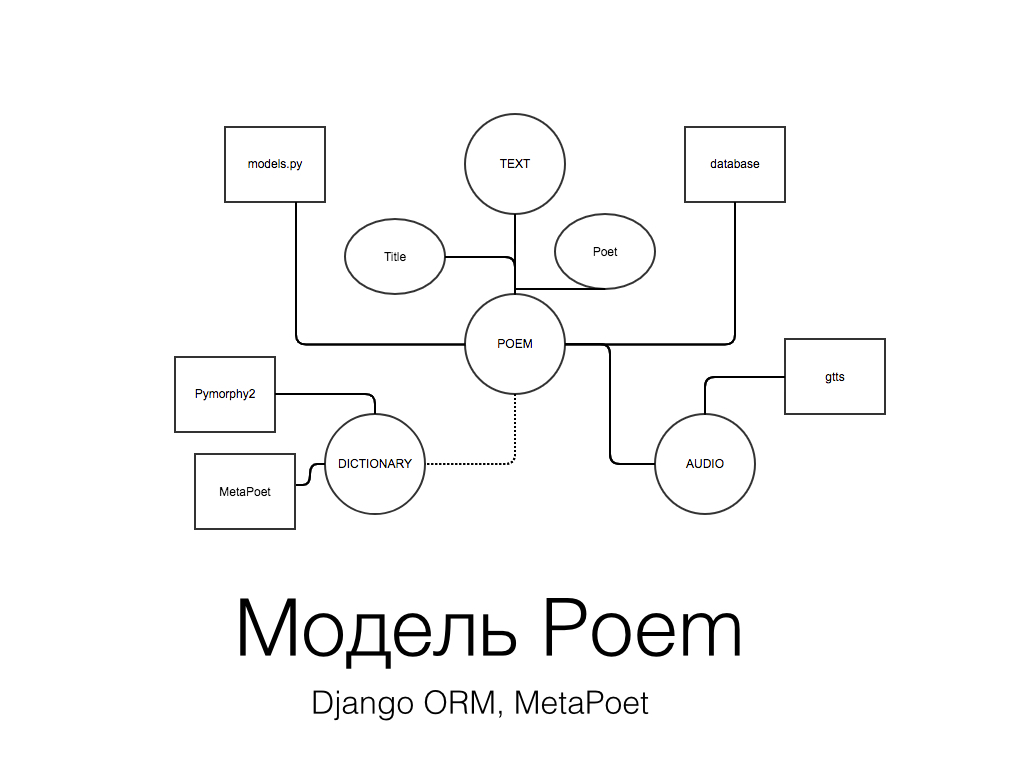 models.py
TEXT
database
Title
Poet
POEM
Pymorphy2
gtts
DICTIONARY
AUDIO
MetaPoet
Модель Poem
Django ORM, MetaPoet